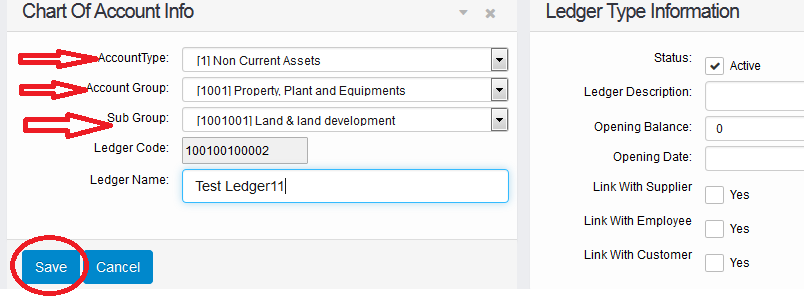 Chart Of Account Info
AccountType: [1] Non Current Assets
Account Group: [1001] Property, Plant and Equipments
Sub Group: [1001001] Land & land development
Ledger Code: 100100100002
Ledger Name: Test Ledger11
Save Cancel
Ledger Type Information
Status: Active
Ledger Description:
Opening Balance: 0
Opening Date:
Link With Supplier Yes
Link With Employee Yes
Link With Customer Yes